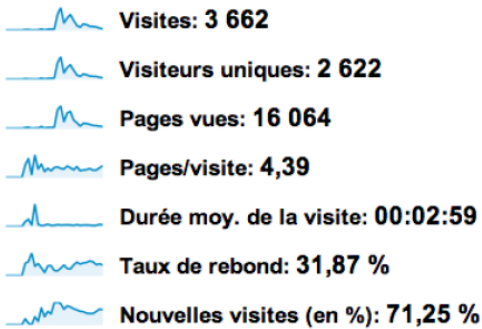 Visites: 3 662
Visiteurs uniques: 2 622
Pages vues: 16 064
Pages/visite: 4,39
Durée moy. de la visite: 00:02:59
Taux de rebond: 31,87 %
Nouvelles visites (en %): 71,25 %